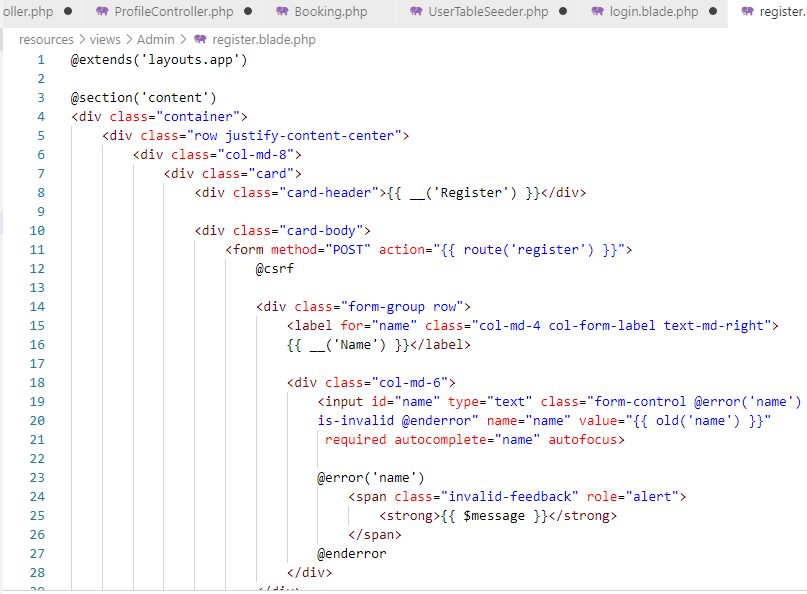 oller.php ● ProfileController.php ● Booking.php UserTableSeeder.php ● login.blade.php ● register.
resources > views > Admin > register.blade.php
1 @extends('layouts.app')
2
3 @section('content')
4 <div class="container">
5 <div class="row justify-content-center">
6 <div class="col-md-8">
7 <div class="card">
8 <div class="card-header">{{ __('Register') }}</div>
9
10 <div class="card-body">
11 <form method="POST" action="{{ route('register') }}">
12 @csrf
13
14 <div class="form-group row">
15 <label for="name" class="col-md-4 col-form-label text-md-right">
16 {{ __('Name') }}</label>
17
18 <div class="col-md-6">
19 <input id="name" type="text" class="form-control @error('name')
20 is-invalid @enderror" name="name" value="{{ old('name') }}"
21 required autocomplete="name" autofocus>
22
23 @error('name')
24 <span class="invalid-feedback" role="alert">
25 <strong>{{ $message }}</strong>
26 </span>
27 @enderror
28 </div>
29 </div>